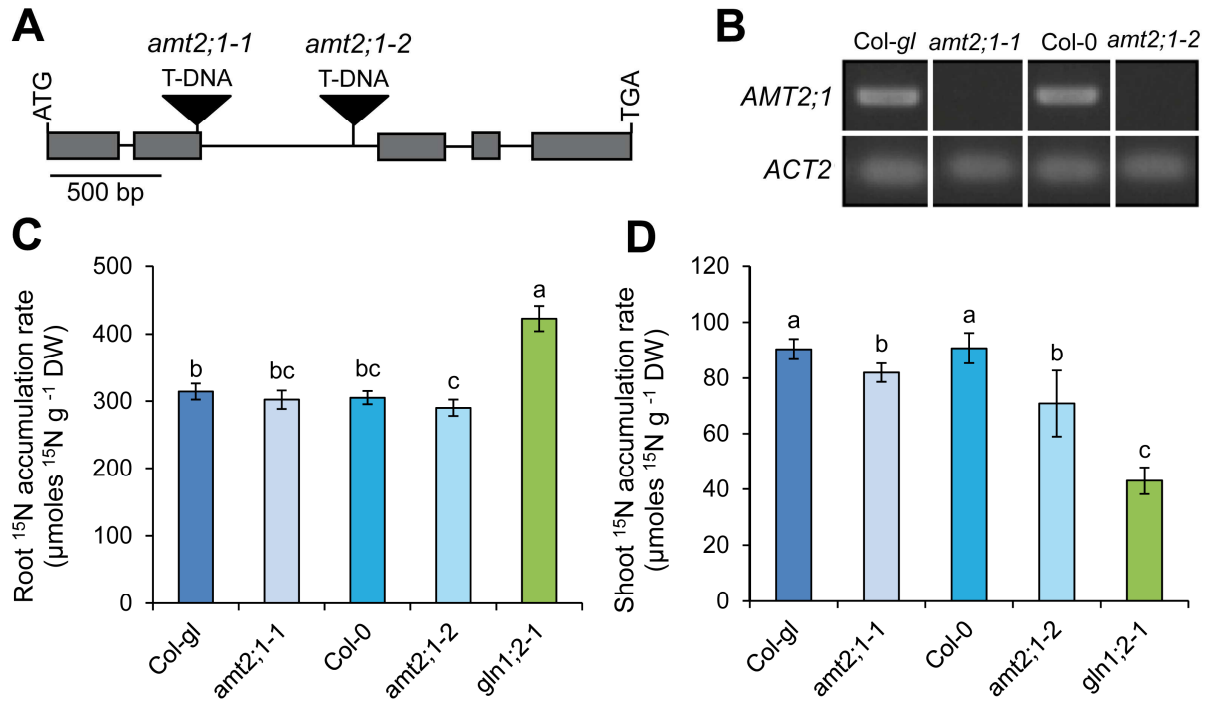 A
amt2;1-1 amt2;1-2
T-DNA T-DNA
ATG
TGA
500 bp
B
Col-gl amt2;1-1 Col-0 amt2;1-2
AMT2;1
ACT2
C
Root ¹⁵N accumulation rate
(µmoles ¹⁵N g ⁻¹ DW)
500
400
300
200
100
0
b bc bc c a
Col-gl amt2;1-1 Col-0 amt2;1-2 gln1;2-1
D
Shoot ¹⁵N accumulation rate
(µmoles ¹⁵N g ⁻¹ DW)
120
100
80
60
40
20
0
a b a b c
Col-gl amt2;1-1 Col-0 amt2;1-2 gln1;2-1